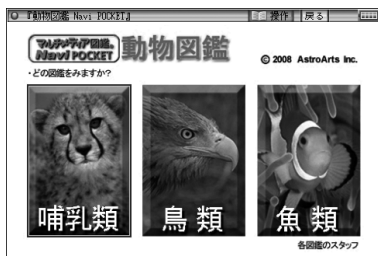 『動物図鑑 Navi POCKET』
操作 戻る
マルチメディア図鑑。
Navi POCKET
動物図鑑
© 2008 AstroArts Inc.
・どの図鑑をみますか?
哺乳類 鳥類 魚類
各図鑑のスタッフ